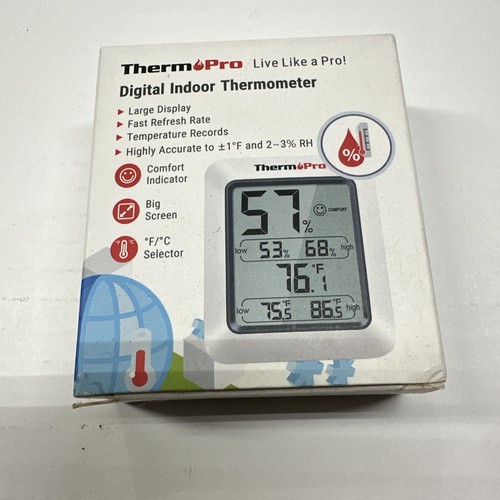 ThermoPro Live Like a Pro!
Digital Indoor Thermometer
▸ Large Display
▸ Fast Refresh Rate
▸ Temperature Records
▸ Highly Accurate to ±1°F and 2~3% RH
%
Comfort
Indicator
Big
Screen
°F/°C
Selector
ThermoPro
57% COMFORT
low 53% 68% high
76.1°F
low 75.5°F 86.5°F high